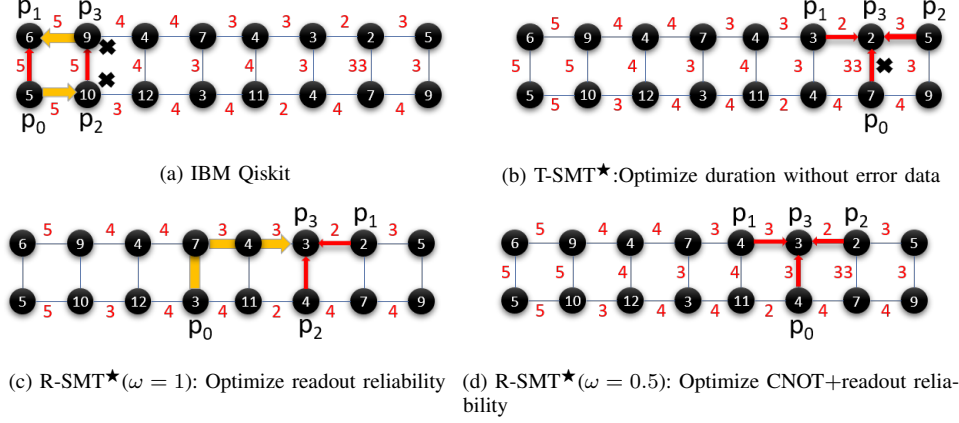 p1 p3
5 4 4 3 3 2 3
6 9 4 7 4 3 2 5
5 5 4 3 4 3 33 3
5 10 12 3 11 4 7 9
5 3 4 4 2 4 4
p0 p2
(a) IBM Qiskit
p1 p3 p2
5 4 4 3 3 2 3
6 9 4 7 4 3 2 5
5 5 4 3 4 3 33 3
5 10 12 3 11 4 7 9
5 3 4 4 2 4 4
p0
(b) T-SMT★:Optimize duration without error data
p3 p1
5 4 4 3 3 2 3
6 9 4 7 4 3 2 5
5 10 12 3 11 4 7 9
5 3 4 4 2 4 4
p0 p2
(c) R-SMT★(ω = 1): Optimize readout reliability
p1 p3 p2
5 4 4 3 3 2 3
6 9 4 7 4 3 2 5
5 5 4 3 4 3 33 3
5 10 12 3 11 4 7 9
5 3 4 4 2 4 4
p0
(d) R-SMT★(ω = 0.5): Optimize CNOT+readout relia-
bility